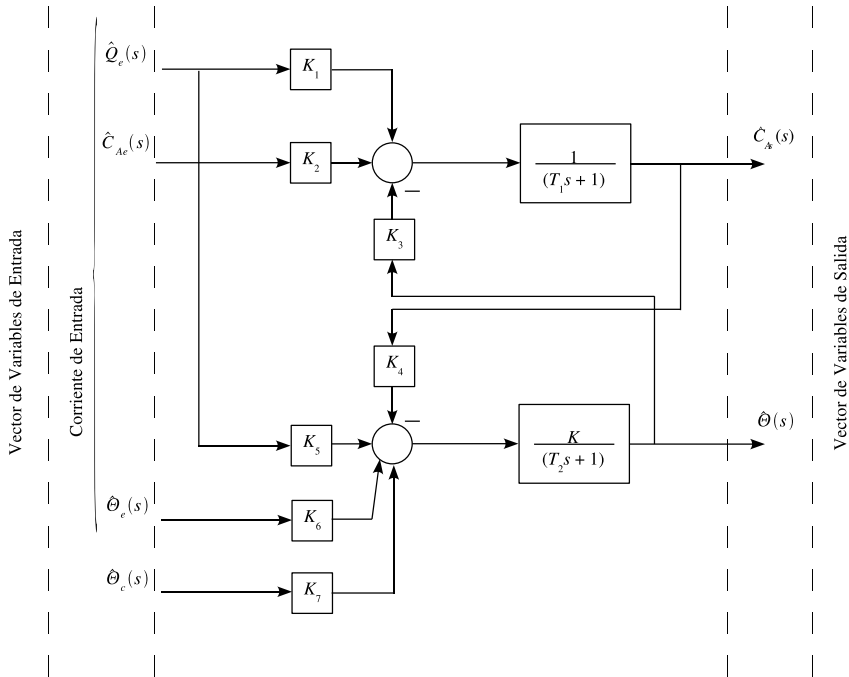 Vector de Variables de Entrada
Corriente de Entrada
Q̂e(s)
K1
ĈAe(s)
K2
−
1
(T1s+1)
ĈAs(s)
K3
K4
−
K5
K
(T2s+1)
Θ̂(s)
Θ̂e(s)
K6
Θ̂c(s)
K7
Vector de Variables de Salida